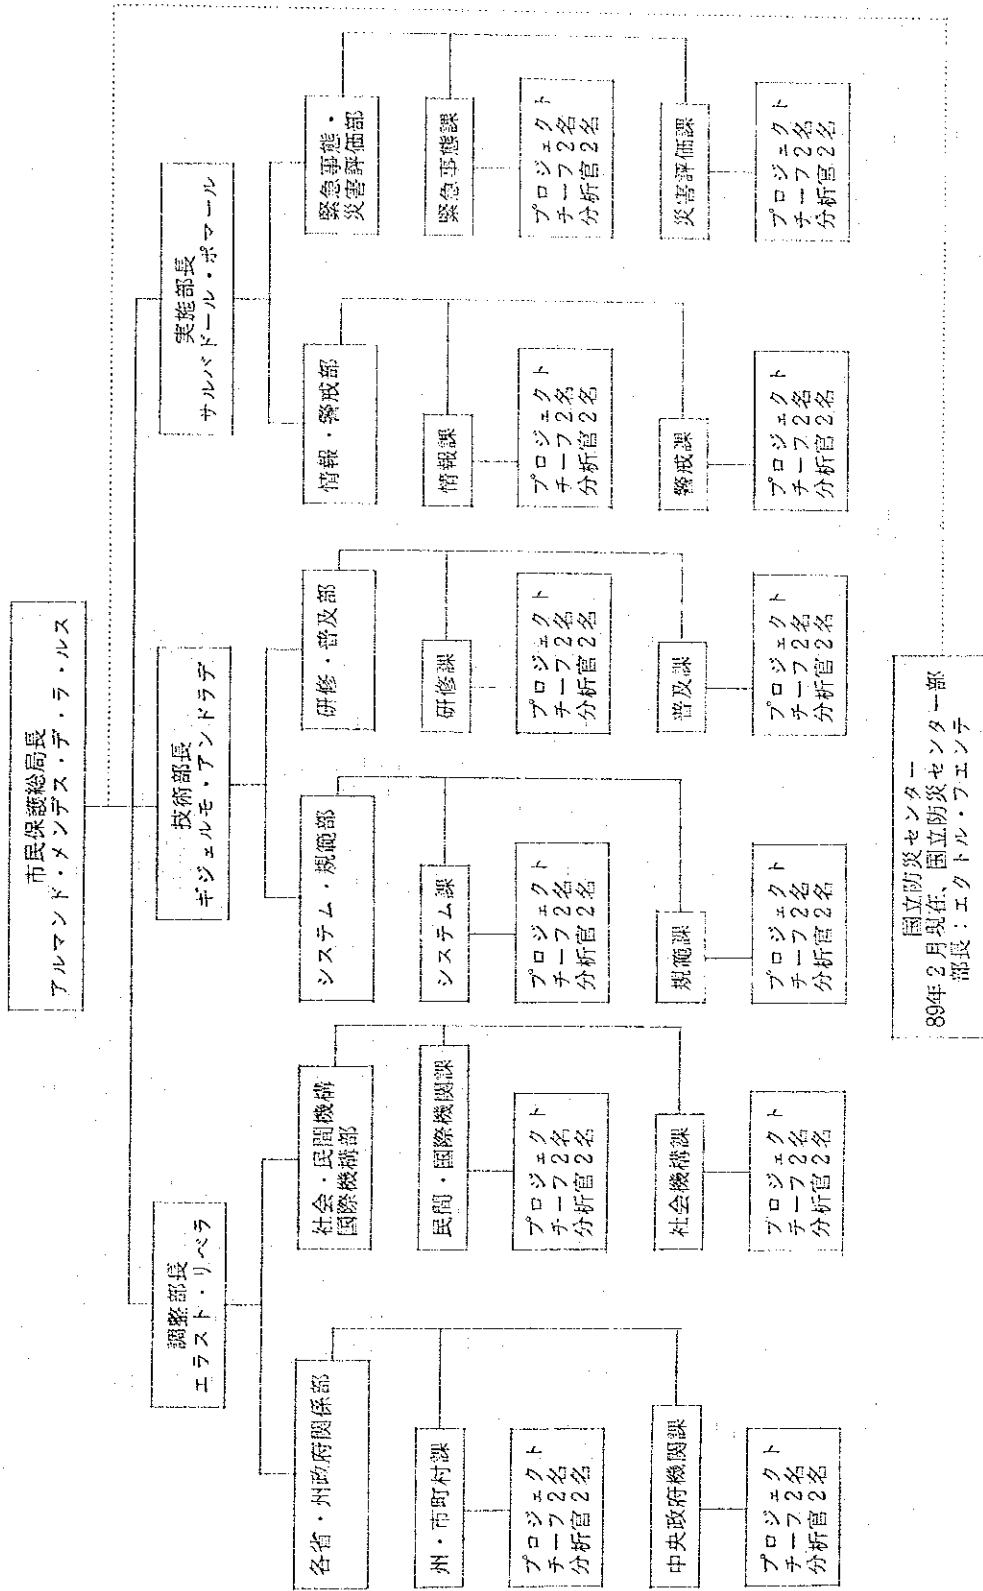 市民保護総局長
アルマンド・メンデス・デ・ラ・ルス
調整部長
エラスト・リベラ
技術部長
ギジェルモ・アンドラデ
実施部長
サルバドール・ポマール
各省・州政府関係部
社会・民間機構
国際機構部
システム・規範部
研修・普及部
情報・警戒部
緊急事態・
災害評価部
州・市町村課
民間・国際機関課
システム課
研修課
情報課
緊急事態課
プロジェクト
チーフ2名
分析官2名
プロジェクト
チーフ2名
分析官2名
プロジェクト
チーフ2名
分析官2名
プロジェクト
チーフ2名
分析官2名
プロジェクト
チーフ2名
分析官2名
プロジェクト
チーフ2名
分析官2名
中央政府機関課
社会機構課
規範課
普及課
警戒課
災害評価課
プロジェクト
チーフ2名
分析官2名
プロジェクト
チーフ2名
分析官2名
プロジェクト
チーフ2名
分析官2名
プロジェクト
チーフ2名
分析官2名
プロジェクト
チーフ2名
分析官2名
プロジェクト
チーフ2名
分析官2名
国立防災センター
89年2月現在、国立防災センター部
部長：エクトル・フェンテ